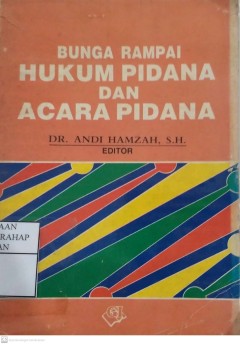 BUNGA RAMPAI
HUKUM PIDANA
DAN
ACARA PIDANA
DR. ANDI HAMZAH, S.H.
EDITOR
AAN
RAHAP
AN